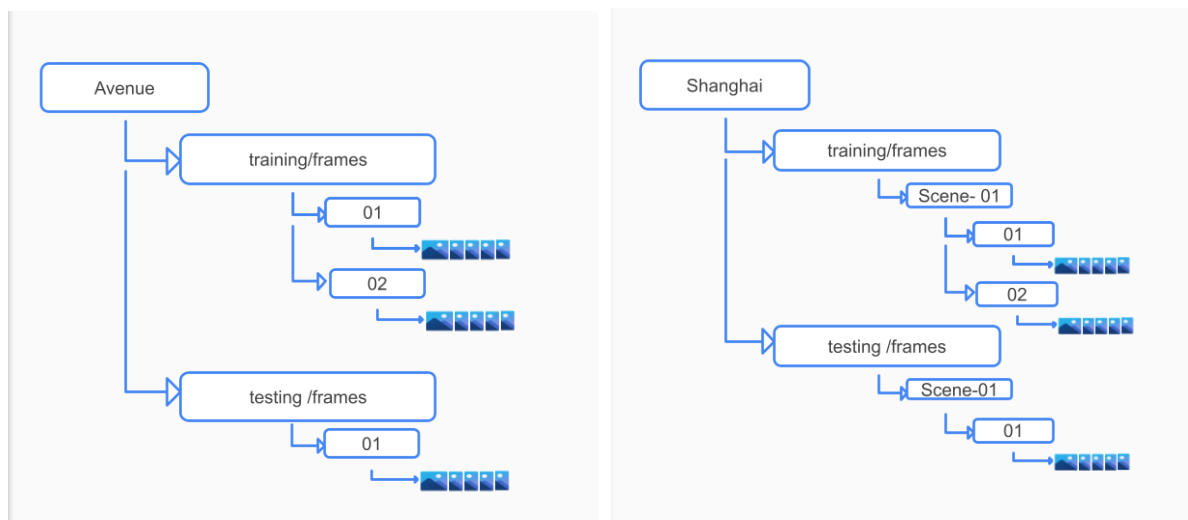 Avenue
training/frames
01
02
testing /frames
01
Shanghai
training/frames
Scene- 01
01
02
testing /frames
Scene-01
01